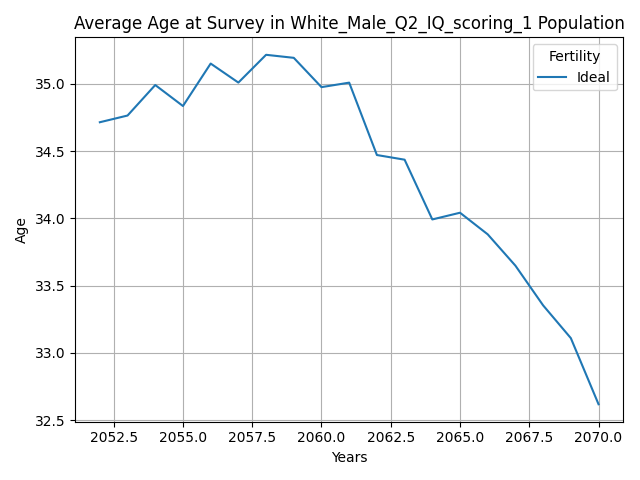 Average Age at Survey in White_Male_Q2_IQ_scoring_1 Population
Fertility
Ideal
Age
35.0
34.5
34.0
33.5
33.0
32.5
2052.5 2055.0 2057.5 2060.0 2062.5 2065.0 2067.5 2070.0
Years